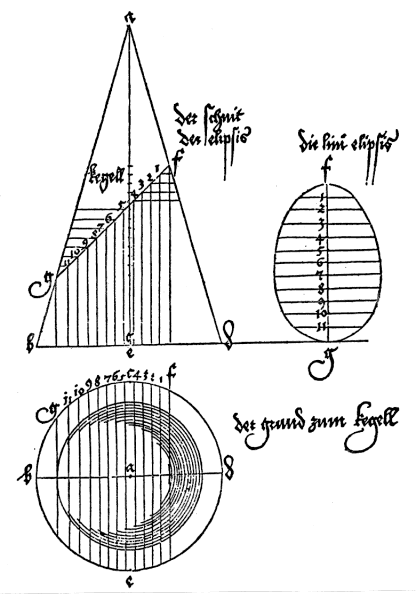 a
der schnit
der elipsis
die elipsis
kegell
f
f
1 2 3 4 5 6 7 8 9 10 11
1
2
3
4
5
6
7
8
9
10
11
g
b c d
e
g
g 11 10 9 8 7 6 5 c 4 3 2 1 f
der grund zum kegell
b a d
e